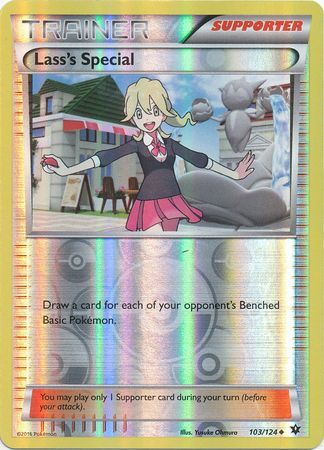 TRAINER SUPPORTER
Lass's Special
Draw a card for each of your opponent's Benched
Basic Pokémon.
You may play only 1 Supporter card during your turn (before
your attack).
©2016 Pokémon Illus. Yusuke Ohmura 103/124